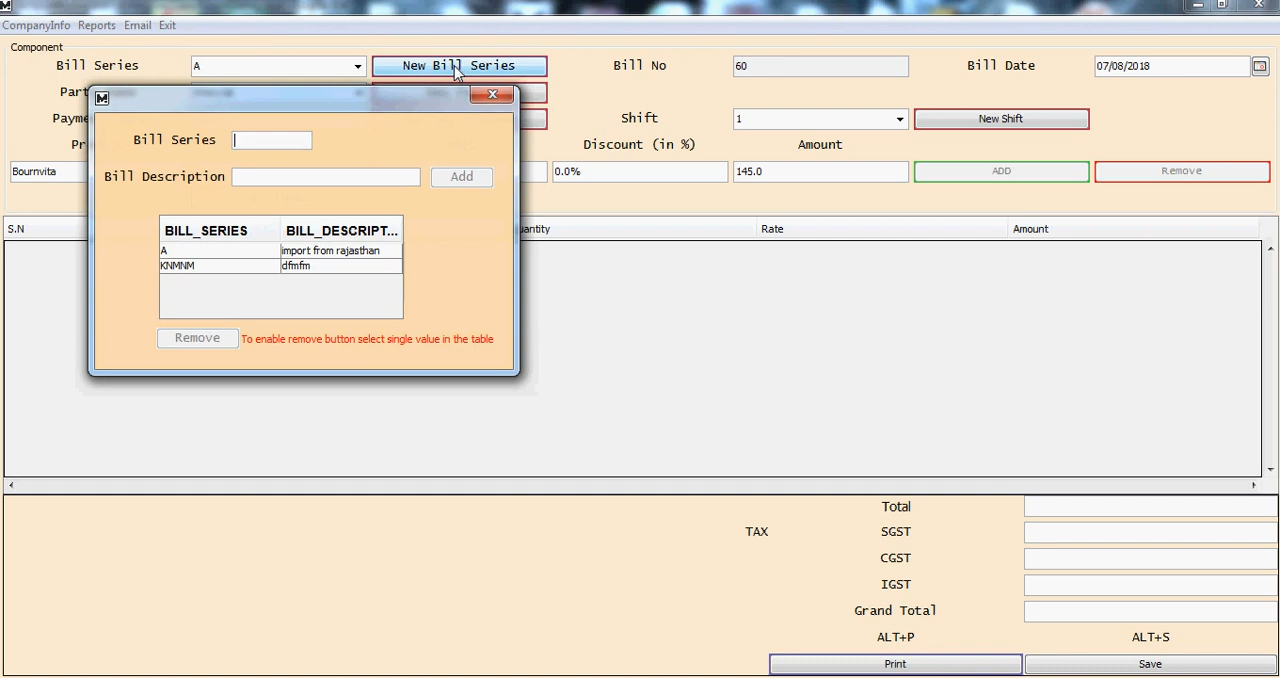 CompanyInfo Reports Email Exit
Component
Bill Series A New Bill Series Bill No 60 Bill Date 07/08/2018
Shift 1 New Shift
Discount (in %) Amount
Bournvita 0.0% 145.0 ADD Remove
Bill Series
Bill Description Add
BILL_SERIES BILL_DESCRIPT...
A import from rajasthan
KNMNM dfmfm
Remove To enable remove button select single value in the table
S.N Rate Amount
Total
TAX SGST
CGST
IGST
Grand Total
ALT+P ALT+S
Print Save